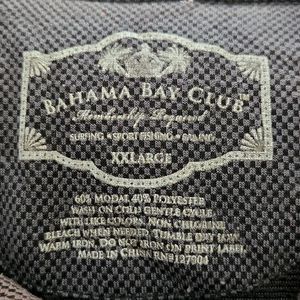 BAHAMA BAY CLUB™
Membership Required
SURFING • SPORT FISHING • SAILING
XXLARGE
60% MODAL 40% POLYESTER
WASH ON COLD GENTLE CYCLE
WITH LIKE COLORS. NON CHLORINE
BLEACH WHEN NEEDED. TUMBLE DRY LOW
WARM IRON, DO NOT IRON ON PRINT LABEL.
MADE IN CHINA RN#127904